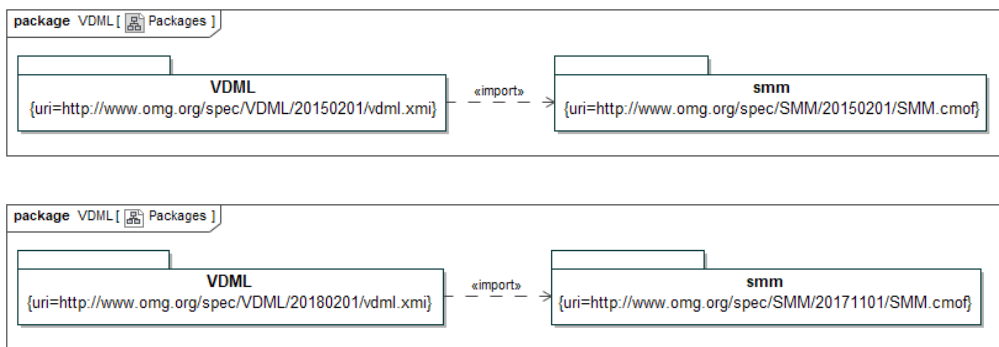 package VDML [ Packages ]
VDML
{uri=http://www.omg.org/spec/VDML/20150201/vdml.xmi}
«import»
smm
{uri=http://www.omg.org/spec/SMM/20150201/SMM.cmof}
package VDML [ Packages ]
VDML
{uri=http://www.omg.org/spec/VDML/20180201/vdml.xmi}
«import»
smm
{uri=http://www.omg.org/spec/SMM/20171101/SMM.cmof}